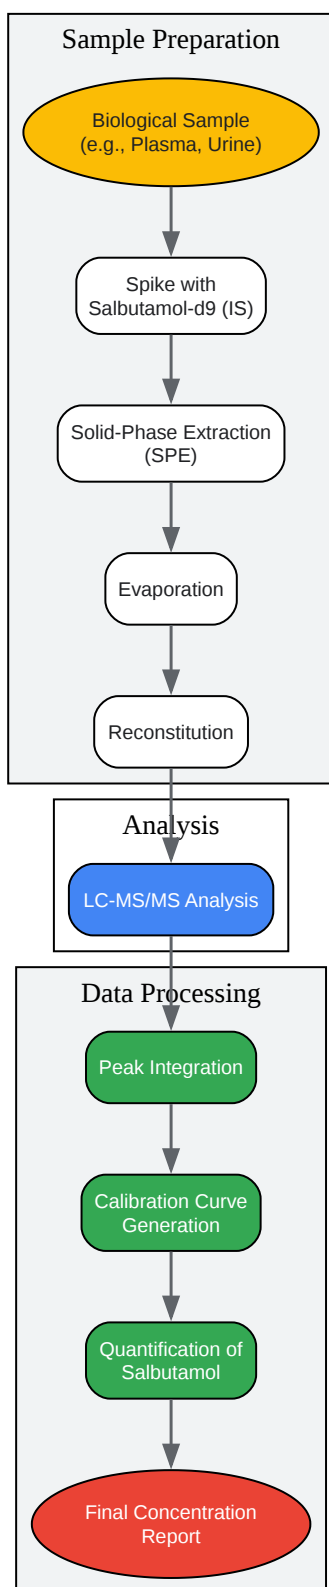 Sample Preparation
Biological Sample
(e.g., Plasma, Urine)
Spike with
Salbutamol-d9 (IS)
Solid-Phase Extraction
(SPE)
Evaporation
Reconstitution
Analysis
LC-MS/MS Analysis
Data Processing
Peak Integration
Calibration Curve
Generation
Quantification of
Salbutamol
Final Concentration
Report